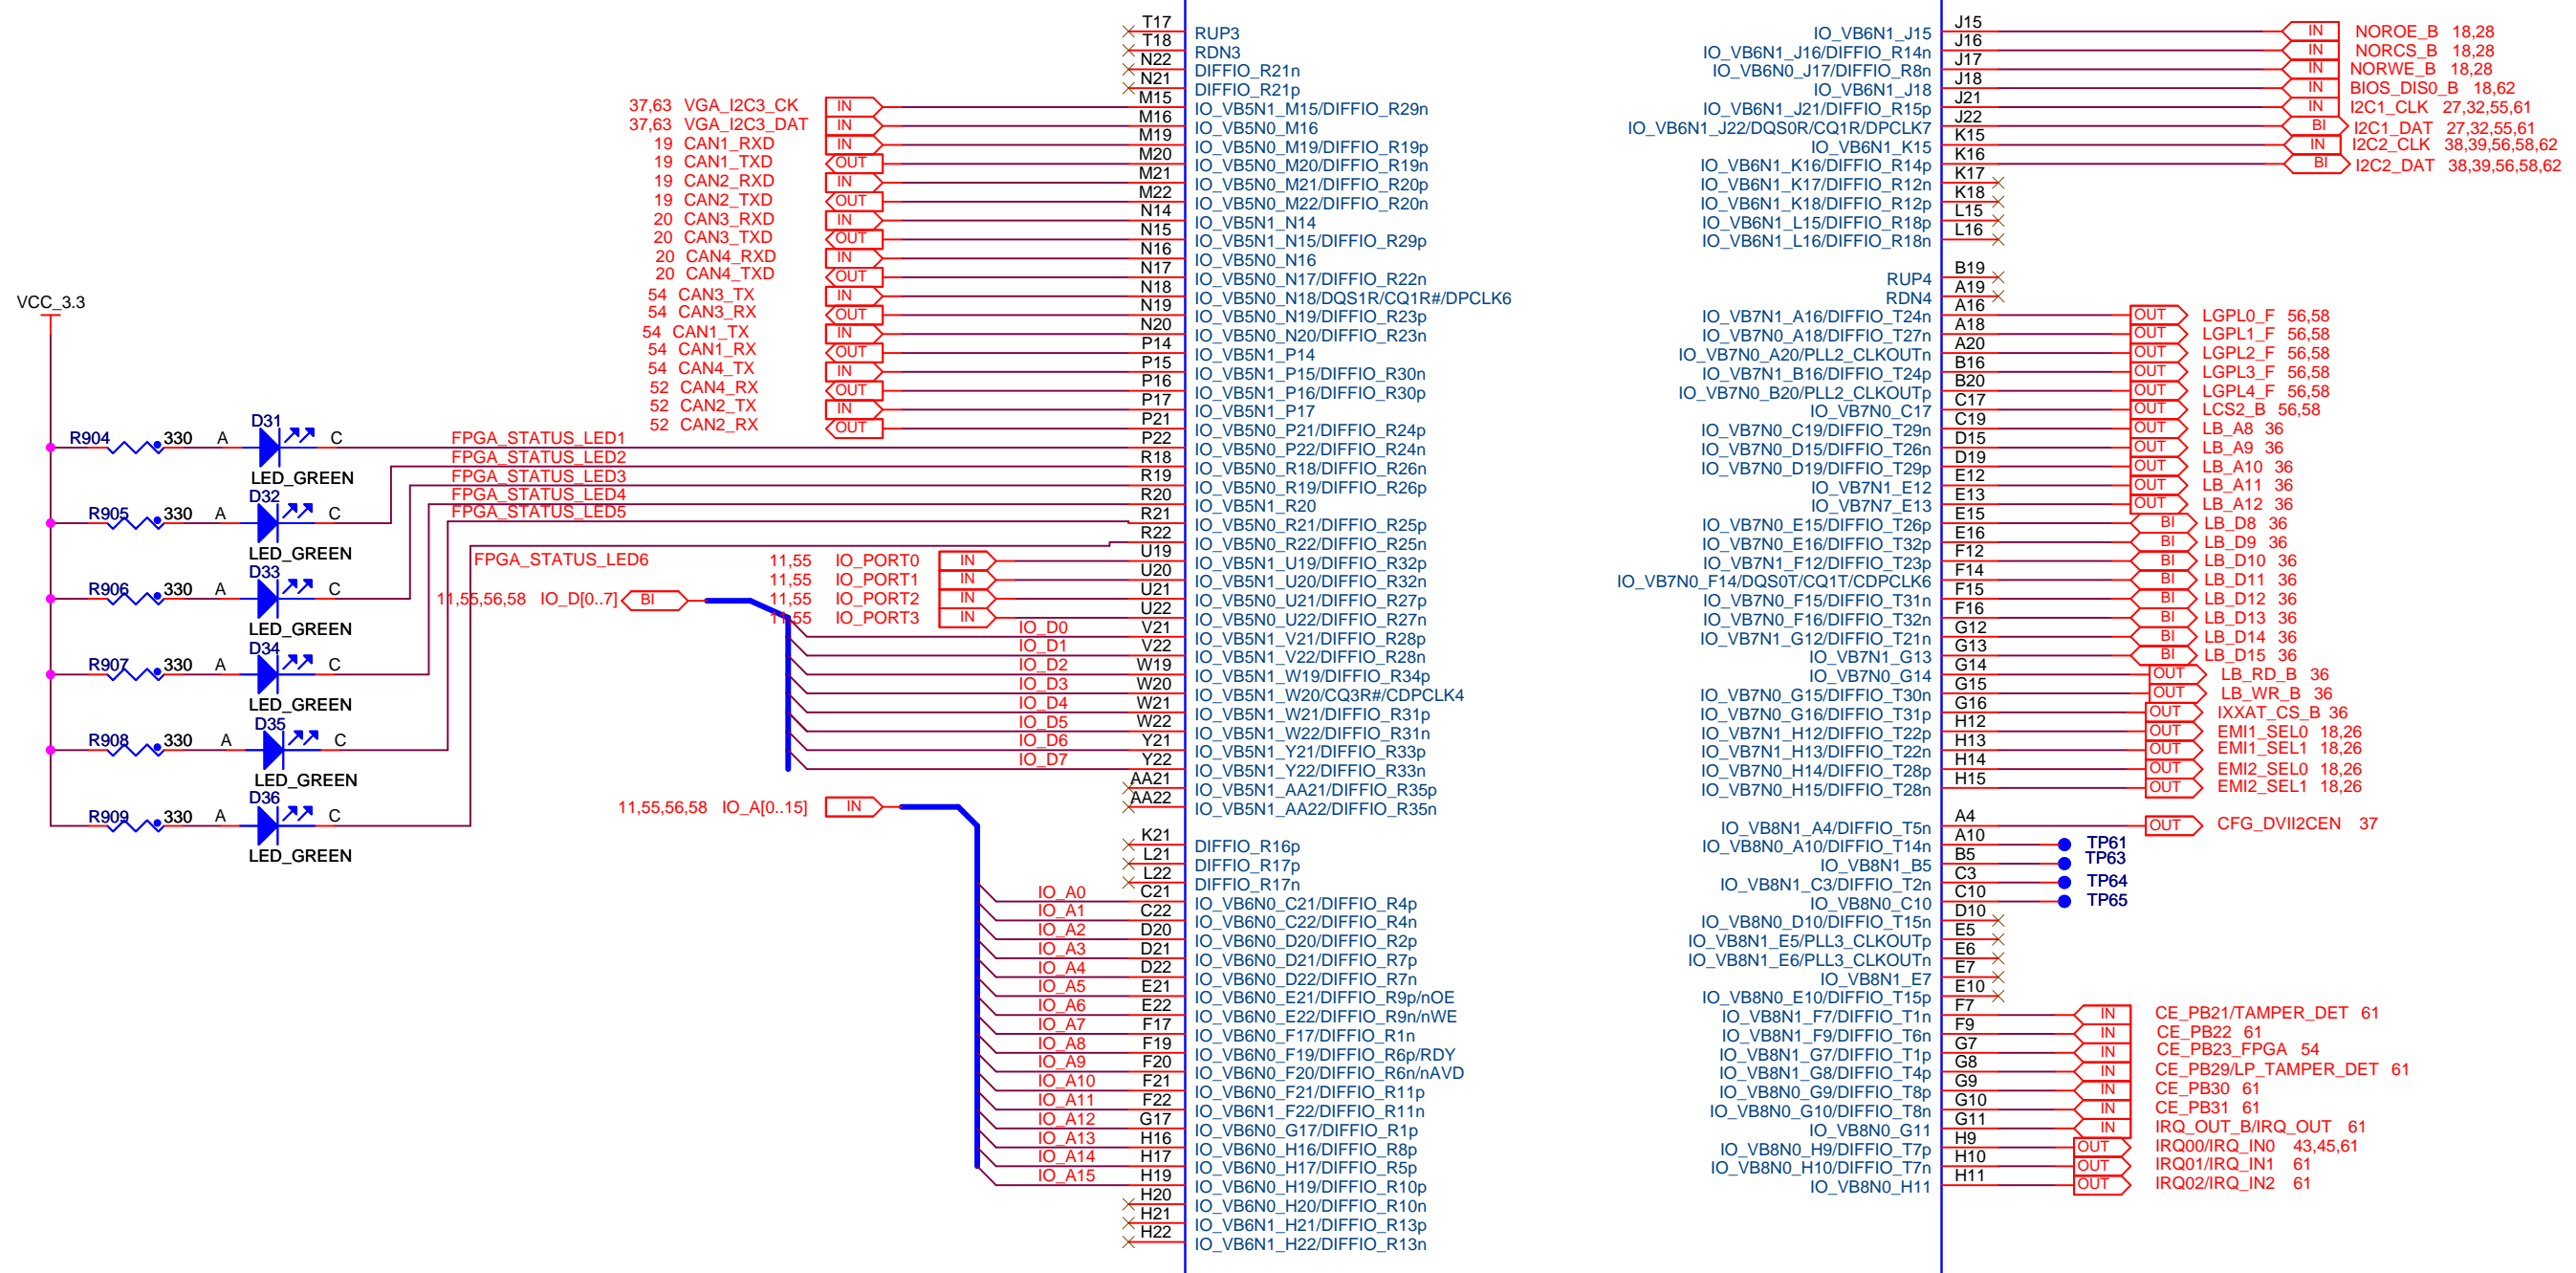 VCC_3.3
R904 330 A D31 C LED_GREEN
R905 330 A D32 C LED_GREEN
R906 330 A D33 C LED_GREEN
R907 330 A D34 C LED_GREEN
R908 330 A D35 C LED_GREEN
R909 330 A D36 C LED_GREEN
T17 RUP3
T18 RDN3
N22 DIFFIO_R21n
N21 DIFFIO_R21p
37,63 VGA_I2C3_CK IN M15 IO_VB5N1_M15/DIFFIO_R29n
37,63 VGA_I2C3_DAT IN M16 IO_VB5N0_M16
19 CAN1_RXD IN M19 IO_VB5N0_M19/DIFFIO_R19p
19 CAN1_TXD OUT M20 IO_VB5N0_M20/DIFFIO_R19n
19 CAN2_RXD IN M21 IO_VB5N0_M21/DIFFIO_R20p
19 CAN2_TXD OUT M22 IO_VB5N0_M22/DIFFIO_R20n
20 CAN3_RXD IN N14 IO_VB5N1_N14
20 CAN3_TXD OUT N15 IO_VB5N1_N15/DIFFIO_R29p
20 CAN4_RXD IN N16 IO_VB5N0_N16
20 CAN4_TXD OUT N17 IO_VB5N0_N17/DIFFIO_R22n
54 CAN3_TX IN N18 IO_VB5N0_N18/DQS1R/CQ1R#/DPCLK6
54 CAN3_RX OUT N19 IO_VB5N0_N19/DIFFIO_R23p
54 CAN1_TX IN N20 IO_VB5N0_N20/DIFFIO_R23n
54 CAN1_RX OUT P14 IO_VB5N1_P14
54 CAN4_TX IN P15 IO_VB5N1_P15/DIFFIO_R30n
52 CAN4_RX OUT P16 IO_VB5N1_P16/DIFFIO_R30p
52 CAN2_TX IN P17 IO_VB5N1_P17
52 CAN2_RX OUT P21 IO_VB5N0_P21/DIFFIO_R24p
FPGA_STATUS_LED1 P22 IO_VB5N0_P22/DIFFIO_R24n
FPGA_STATUS_LED2 R18 IO_VB5N0_R18/DIFFIO_R26n
FPGA_STATUS_LED3 R19 IO_VB5N0_R19/DIFFIO_R26p
FPGA_STATUS_LED4 R20 IO_VB5N1_R20
FPGA_STATUS_LED5 R21 IO_VB5N0_R21/DIFFIO_R25p
FPGA_STATUS_LED6 R22 IO_VB5N0_R22/DIFFIO_R25n
11,55 IO_PORT0 IN U19 IO_VB5N1_U19/DIFFIO_R32p
11,55 IO_PORT1 IN U20 IO_VB5N1_U20/DIFFIO_R32n
11,55 IO_PORT2 IN U21 IO_VB5N0_U21/DIFFIO_R27p
11,55 IO_PORT3 IN U22 IO_VB5N0_U22/DIFFIO_R27n
11,55,56,58 IO_D[0..7] BI
IO_D0 V21 IO_VB5N1_V21/DIFFIO_R28p
IO_D1 V22 IO_VB5N1_V22/DIFFIO_R28n
IO_D2 W19 IO_VB5N1_W19/DIFFIO_R34p
IO_D3 W20 IO_VB5N1_W20/CQ3R#/CDPCLK4
IO_D4 W21 IO_VB5N1_W21/DIFFIO_R31p
IO_D5 W22 IO_VB5N1_W22/DIFFIO_R31n
IO_D6 Y21 IO_VB5N1_Y21/DIFFIO_R33p
IO_D7 Y22 IO_VB5N1_Y22/DIFFIO_R33n
AA21 IO_VB5N1_AA21/DIFFIO_R35p
AA22 IO_VB5N1_AA22/DIFFIO_R35n
11,55,56,58 IO_A[0..15] IN
K21 DIFFIO_R16p
L21 DIFFIO_R17p
L22 DIFFIO_R17n
IO_A0 C21 IO_VB6N0_C21/DIFFIO_R4p
IO_A1 C22 IO_VB6N0_C22/DIFFIO_R4n
IO_A2 D20 IO_VB6N0_D20/DIFFIO_R2p
IO_A3 D21 IO_VB6N0_D21/DIFFIO_R7p
IO_A4 D22 IO_VB6N0_D22/DIFFIO_R7n
IO_A5 E21 IO_VB6N0_E21/DIFFIO_R9p/nOE
IO_A6 E22 IO_VB6N0_E22/DIFFIO_R9n/nWE
IO_A7 F17 IO_VB6N0_F17/DIFFIO_R1n
IO_A8 F19 IO_VB6N0_F19/DIFFIO_R6p/RDY
IO_A9 F20 IO_VB6N0_F20/DIFFIO_R6n/nAVD
IO_A10 F21 IO_VB6N0_F21/DIFFIO_R11p
IO_A11 F22 IO_VB6N1_F22/DIFFIO_R11n
IO_A12 G17 IO_VB6N0_G17/DIFFIO_R1p
IO_A13 H16 IO_VB6N0_H16/DIFFIO_R8p
IO_A14 H17 IO_VB6N0_H17/DIFFIO_R5p
IO_A15 H19 IO_VB6N0_H19/DIFFIO_R10p
H20 IO_VB6N0_H20/DIFFIO_R10n
H21 IO_VB6N1_H21/DIFFIO_R13p
H22 IO_VB6N1_H22/DIFFIO_R13n
IO_VB6N1_J15 J15 IN NOROE_B 18,28
IO_VB6N1_J16/DIFFIO_R14n J16 IN NORCS_B 18,28
IO_VB6N0_J17/DIFFIO_R8n J17 IN NORWE_B 18,28
IO_VB6N1_J18 J18 IN BIOS_DIS0_B 18,62
IO_VB6N1_J21/DIFFIO_R15p J21 IN I2C1_CLK 27,32,55,61
IO_VB6N1_J22/DQS0R/CQ1R/DPCLK7 J22 BI I2C1_DAT 27,32,55,61
IO_VB6N1_K15 K15 IN I2C2_CLK 38,39,56,58,62
IO_VB6N1_K16/DIFFIO_R14p K16 BI I2C2_DAT 38,39,56,58,62
IO_VB6N1_K17/DIFFIO_R12n K17
IO_VB6N1_K18/DIFFIO_R12p K18
IO_VB6N1_L15/DIFFIO_R18p L15
IO_VB6N1_L16/DIFFIO_R18n L16
RUP4 B19
RDN4 A19
IO_VB7N1_A16/DIFFIO_T24n A16 OUT LGPL0_F 56,58
IO_VB7N0_A18/DIFFIO_T27n A18 OUT LGPL1_F 56,58
IO_VB7N0_A20/PLL2_CLKOUTn A20 OUT LGPL2_F 56,58
IO_VB7N1_B16/DIFFIO_T24p B16 OUT LGPL3_F 56,58
IO_VB7N0_B20/PLL2_CLKOUTp B20 OUT LGPL4_F 56,58
IO_VB7N0_C17 C17 OUT LCS2_B 56,58
IO_VB7N0_C19/DIFFIO_T29n C19 OUT LB_A8 36
IO_VB7N0_D15/DIFFIO_T26n D15 OUT LB_A9 36
IO_VB7N0_D19/DIFFIO_T29p D19 OUT LB_A10 36
IO_VB7N1_E12 E12 OUT LB_A11 36
IO_VB7N7_E13 E13 OUT LB_A12 36
IO_VB7N0_E15/DIFFIO_T26p E15 BI LB_D8 36
IO_VB7N0_E16/DIFFIO_T32p E16 BI LB_D9 36
IO_VB7N1_F12/DIFFIO_T23p F12 BI LB_D10 36
IO_VB7N0_F14/DQS0T/CQ1T/CDPCLK6 F14 BI LB_D11 36
IO_VB7N0_F15/DIFFIO_T31n F15 BI LB_D12 36
IO_VB7N0_F16/DIFFIO_T32n F16 BI LB_D13 36
IO_VB7N1_G12/DIFFIO_T21n G12 BI LB_D14 36
IO_VB7N1_G13 G13 BI LB_D15 36
IO_VB7N0_G14 G14 OUT LB_RD_B 36
IO_VB7N0_G15/DIFFIO_T30n G15 OUT LB_WR_B 36
IO_VB7N0_G16/DIFFIO_T31p G16 OUT IXXAT_CS_B 36
IO_VB7N1_H12/DIFFIO_T22p H12 OUT EMI1_SEL0 18,26
IO_VB7N1_H13/DIFFIO_T22n H13 OUT EMI1_SEL1 18,26
IO_VB7N0_H14/DIFFIO_T28p H14 OUT EMI2_SEL0 18,26
IO_VB7N0_H15/DIFFIO_T28n H15 OUT EMI2_SEL1 18,26
IO_VB8N1_A4/DIFFIO_T5n A4 OUT CFG_DVII2CEN 37
IO_VB8N0_A10/DIFFIO_T14n A10 TP61
IO_VB8N1_B5 B5 TP63
IO_VB8N1_C3/DIFFIO_T2n C3 TP64
IO_VB8N0_C10 C10 TP65
IO_VB8N0_D10/DIFFIO_T15n D10
IO_VB8N1_E5/PLL3_CLKOUTp E5
IO_VB8N1_E6/PLL3_CLKOUTn E6
IO_VB8N1_E7 E7
IO_VB8N0_E10/DIFFIO_T15p E10
IO_VB8N1_F7/DIFFIO_T1n F7 IN CE_PB21/TAMPER_DET 61
IO_VB8N1_F9/DIFFIO_T6n F9 IN CE_PB22 61
IO_VB8N1_G7/DIFFIO_T1p G7 IN CE_PB23_FPGA 54
IO_VB8N1_G8/DIFFIO_T4p G8 IN CE_PB29/LP_TAMPER_DET 61
IO_VB8N0_G9/DIFFIO_T8p G9 IN CE_PB30 61
IO_VB8N0_G10/DIFFIO_T8n G10 IN CE_PB31 61
IO_VB8N0_G11 G11 IN IRQ_OUT_B/IRQ_OUT 61
IO_VB8N0_H9/DIFFIO_T7p H9 OUT IRQ00/IRQ_IN0 43,45,61
IO_VB8N0_H10/DIFFIO_T7n H10 OUT IRQ01/IRQ_IN1 61
IO_VB8N0_H11 H11 OUT IRQ02/IRQ_IN2 61